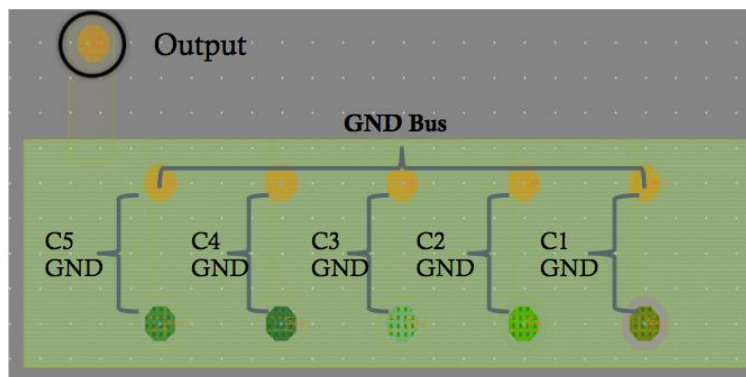 Output
GND Bus
C5
GND
C4
GND
C3
GND
C2
GND
C1
GND